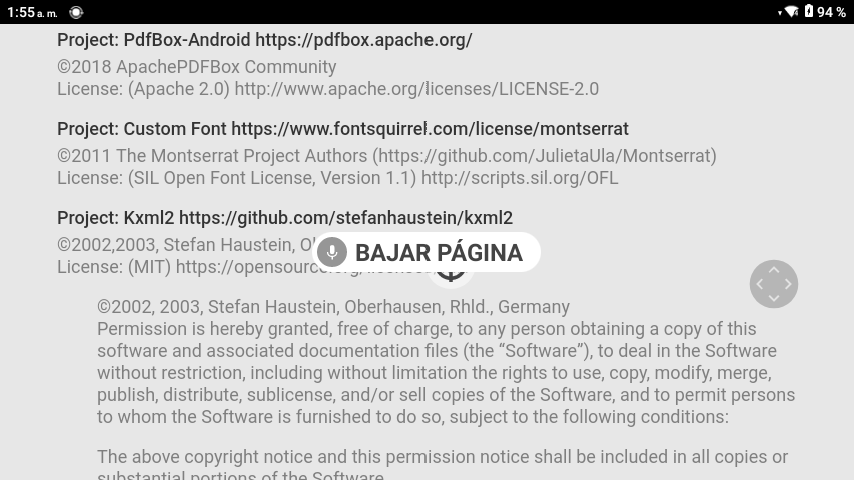 1:55 a. m.
94 %
Project: PdfBox-Android https://pdfbox.apache.org/
©2018 ApachePDFBox Community
License: (Apache 2.0) http://www.apache.org/licenses/LICENSE-2.0
Project: Custom Font https://www.fontsquirrel.com/license/montserrat
©2011 The Montserrat Project Authors (https://github.com/JulietaUla/Montserrat)
License: (SIL Open Font License, Version 1.1) http://scripts.sil.org/OFL
Project: Kxml2 https://github.com/stefanhaustein/kxml2
©2002,2003, Stefan Haustein,
BAJAR PÁGINA
License: (MIT)
©2002, 2003, Stefan Haustein, Oberhausen, Rhld., Germany
Permission is hereby granted, free of charge, to any person obtaining a copy of this
software and associated documentation files (the “Software”), to deal in the Software
without restriction, including without limitation the rights to use, copy, modify, merge,
publish, distribute, sublicense, and/or sell copies of the Software, and to permit persons
to whom the Software is furnished to do so, subject to the following conditions:
The above copyright notice and this permission notice shall be included in all copies or
substantial portions of the Software.